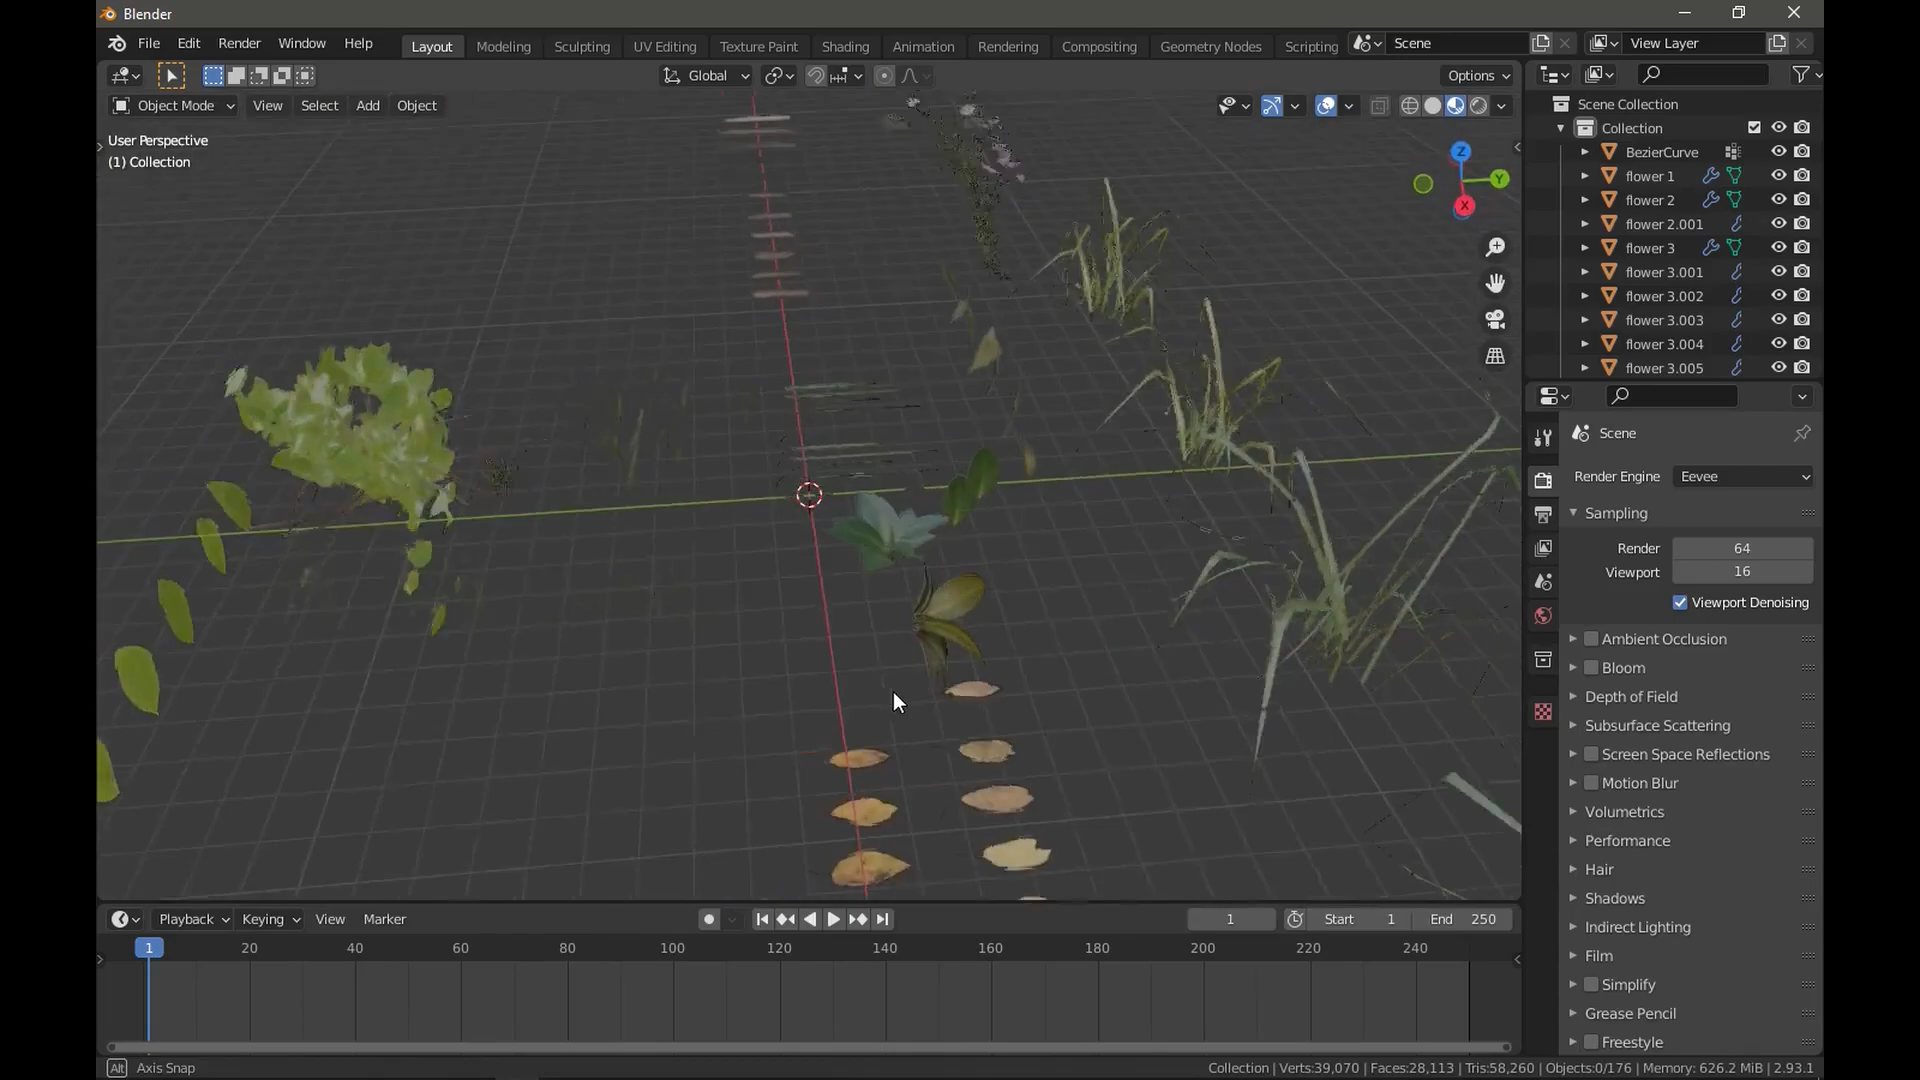 Blender
File Edit Render Window Help Layout Modeling Sculpting UV Editing Texture Paint Shading Animation Rendering Compositing Geometry Nodes Scripting Scene View Layer
Global Options
Object Mode View Select Add Object
User Perspective
(1) Collection
Z
Y
X
Scene Collection
Collection
BezierCurve
flower 1
flower 2
flower 2.001
flower 3
flower 3.001
flower 3.002
flower 3.003
flower 3.004
flower 3.005
Scene
Render Engine Eevee
Sampling
Render 64
Viewport 16
Viewport Denoising
Ambient Occlusion
Bloom
Depth of Field
Subsurface Scattering
Screen Space Reflections
Motion Blur
Volumetrics
Performance
Hair
Shadows
Indirect Lighting
Film
Simplify
Grease Pencil
Freestyle
Playback Keying View Marker 1 Start 1 End 250
1 20 40 60 80 100 120 140 160 180 200 220 240
Alt Axis Snap Collection | Verts:39,070 | Faces:28,113 | Tris:58,260 | Objects:0/176 | Memory: 626.2 MiB | 2.93.1